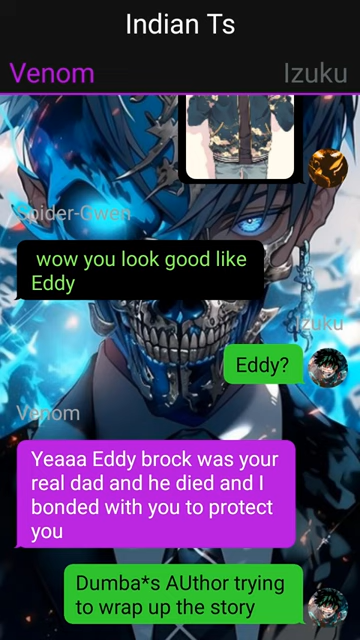 Indian Ts
Venom
Izuku
Spider-Gwen
wow you look good like
Eddy
Izuku
Eddy?
Venom
Yeaaa Eddy brock was your
real dad and he died and I
bonded with you to protect
you
Dumba*s AUthor trying
to wrap up the story